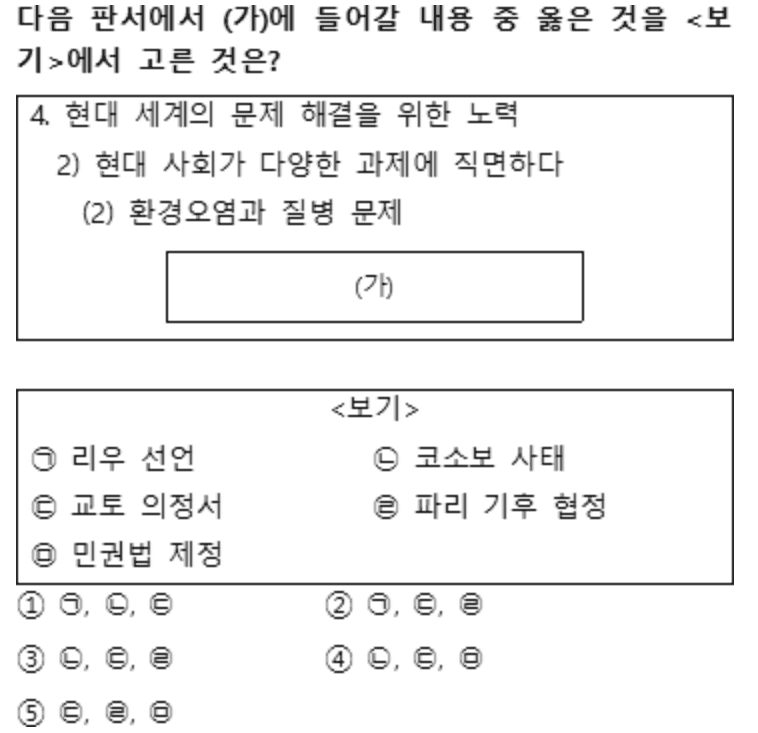 다음 판서에서 (가)에 들어갈 내용 중 옳은 것을 <보
기>에서 고른 것은?
4. 현대 세계의 문제 해결을 위한 노력
2) 현대 사회가 다양한 과제에 직면하다
(2) 환경오염과 질병 문제
(가)
<보기>
㉠ 리우 선언 ㉡ 코소보 사태
㉢ 교토 의정서 ㉣ 파리 기후 협정
㉤ 민권법 제정
① ㉠, ㉡, ㉢ ② ㉠, ㉢, ㉣
③ ㉡, ㉢, ㉣ ④ ㉡, ㉢, ㉤
⑤ ㉢, ㉣, ㉤